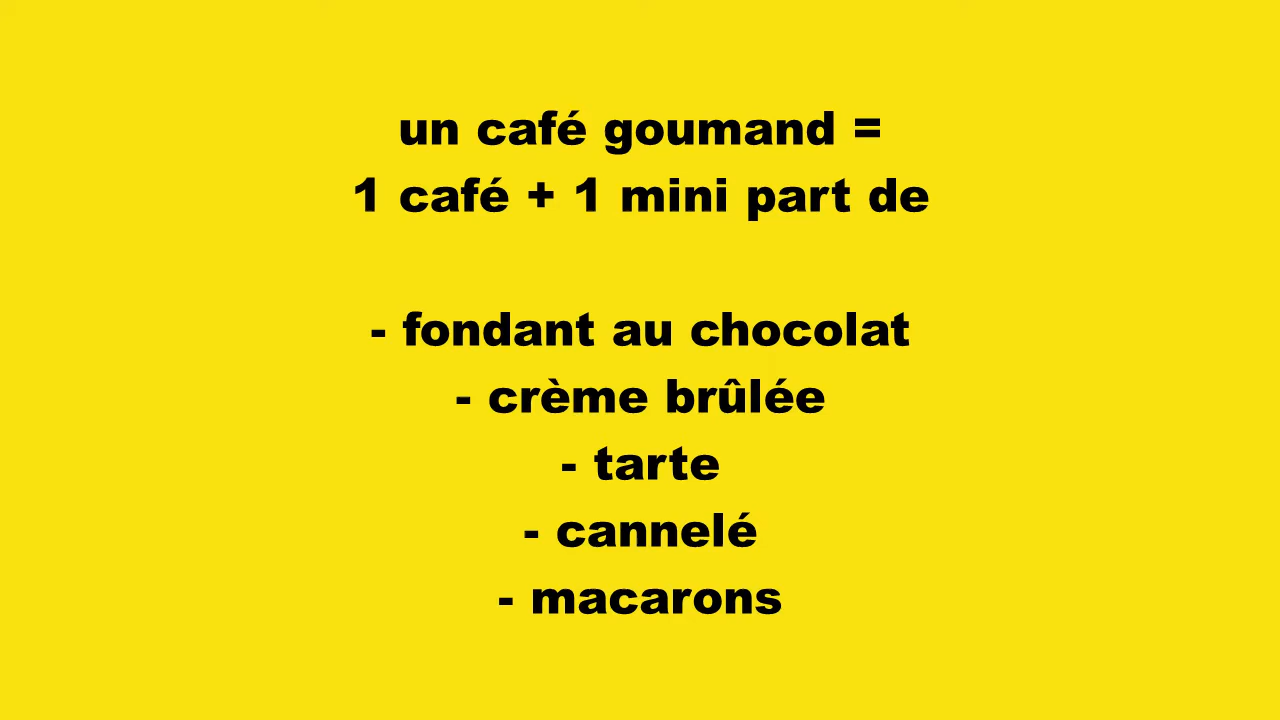 un café goumand =
1 café + 1 mini part de
- fondant au chocolat
- crème brûlée
- tarte
- cannelé
- macarons